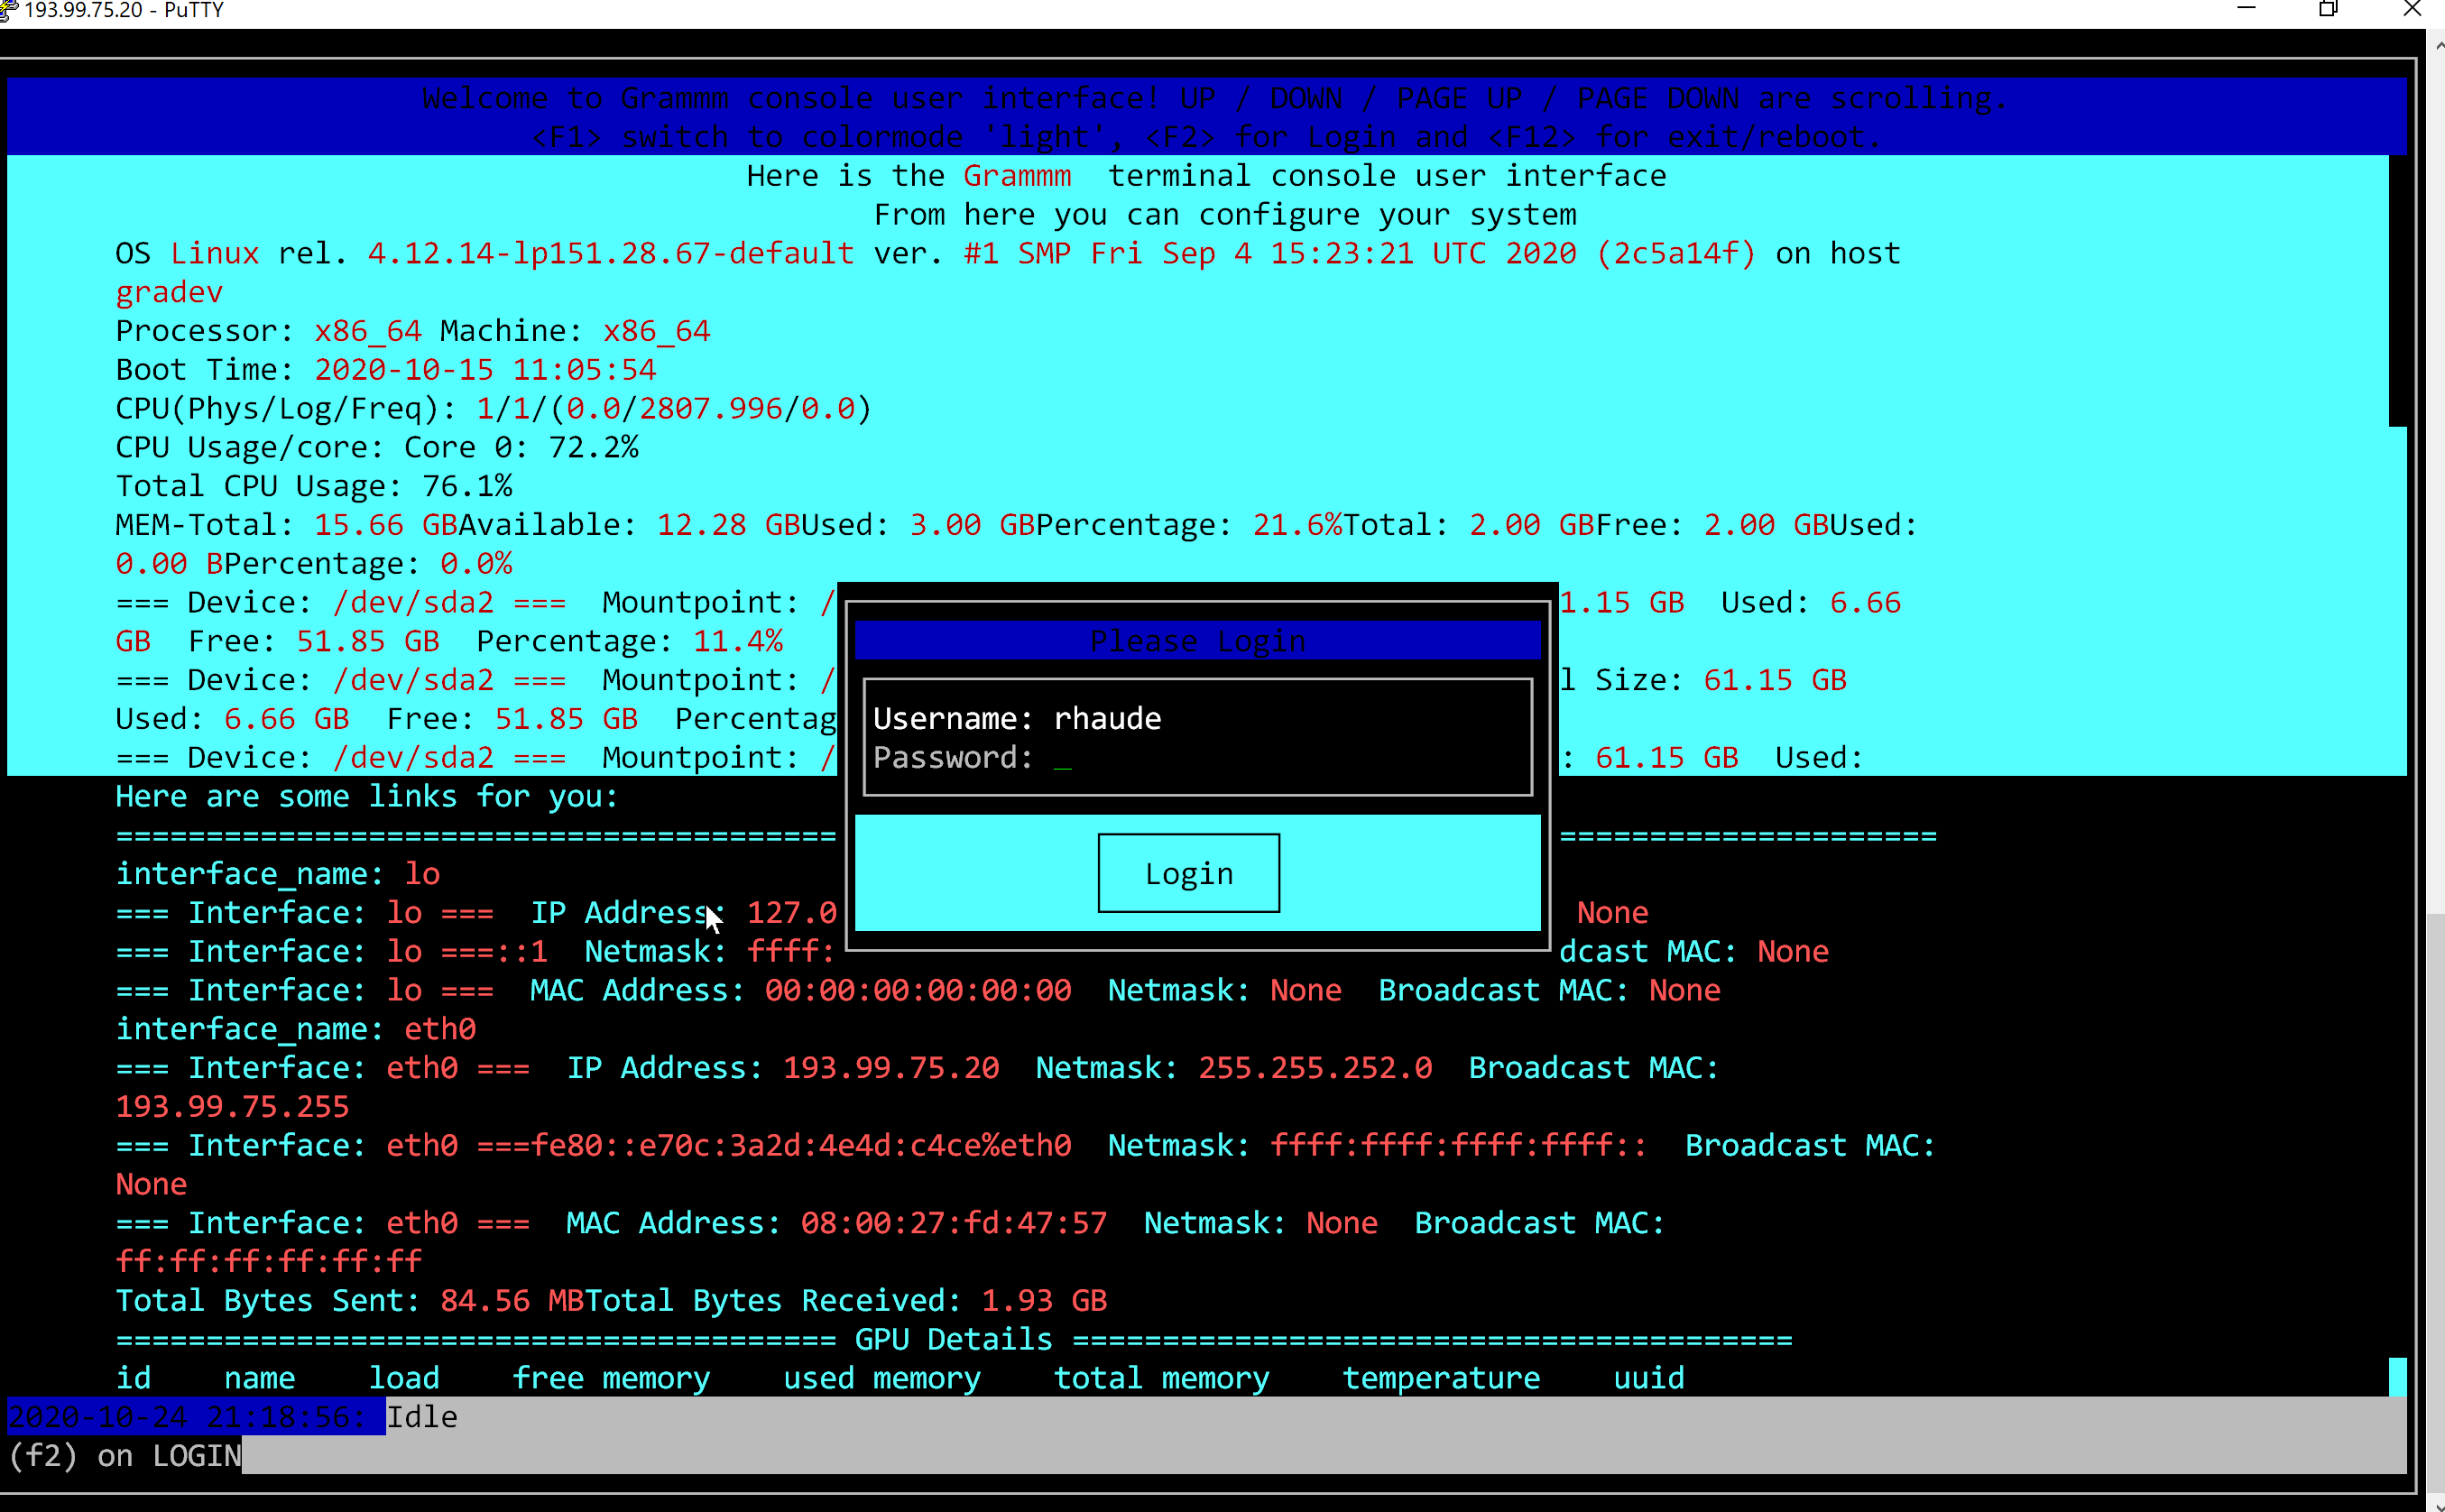 193.99.75.20 - PuTTY
Welcome to Grammm console user interface! UP / DOWN / PAGE UP / PAGE DOWN are scrolling.
<F1> switch to colormode 'light', <F2> for Login and <F12> for exit/reboot.
Here is the Grammm  terminal console user interface
From here you can configure your system
OS Linux rel. 4.12.14-lp151.28.67-default ver. #1 SMP Fri Sep 4 15:23:21 UTC 2020 (2c5a14f) on host
gradev
Processor: x86_64 Machine: x86_64
Boot Time: 2020-10-15 11:05:54
CPU(Phys/Log/Freq): 1/1/(0.0/2807.996/0.0)
CPU Usage/core: Core 0: 72.2%
Total CPU Usage: 76.1%
MEM-Total: 15.66 GBAvailable: 12.28 GBUsed: 3.00 GBPercentage: 21.6%Total: 2.00 GBFree: 2.00 GBUsed:
0.00 BPercentage: 0.0%
=== Device: /dev/sda2 ===  Mountpoint: / 1.15 GB  Used: 6.66
GB  Free: 51.85 GB  Percentage: 11.4%
=== Device: /dev/sda2 ===  Mountpoint: / l Size: 61.15 GB
Used: 6.66 GB  Free: 51.85 GB  Percentag
=== Device: /dev/sda2 ===  Mountpoint: / : 61.15 GB  Used:
Please Login
Username: rhaude
Password: _
Login
Here are some links for you:
======================================== =====================
interface_name: lo
=== Interface: lo ===  IP Address: 127.0 None
=== Interface: lo ===::1  Netmask: ffff: dcast MAC: None
=== Interface: lo ===  MAC Address: 00:00:00:00:00:00  Netmask: None  Broadcast MAC: None
interface_name: eth0
=== Interface: eth0 ===  IP Address: 193.99.75.20  Netmask: 255.255.252.0  Broadcast MAC:
193.99.75.255
=== Interface: eth0 ===fe80::e70c:3a2d:4e4d:c4ce%eth0  Netmask: ffff:ffff:ffff:ffff::  Broadcast MAC:
None
=== Interface: eth0 ===  MAC Address: 08:00:27:fd:47:57  Netmask: None  Broadcast MAC:
ff:ff:ff:ff:ff:ff
Total Bytes Sent: 84.56 MBTotal Bytes Received: 1.93 GB
======================================== GPU Details ========================================
id    name    load    free memory    used memory    total memory    temperature    uuid
2020-10-24 21:18:56: Idle
(f2) on LOGIN